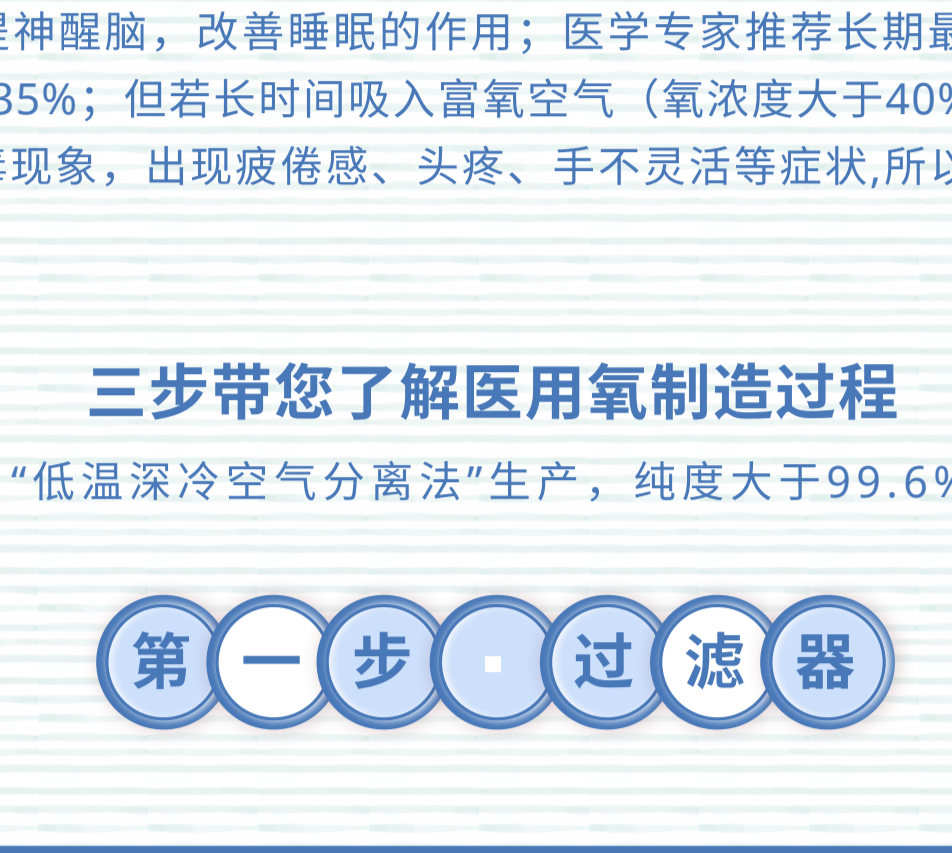 神醒脑，改善睡眠的作用；医学专家推荐长期
35%；但若长时间吸入富氧空气（氧浓度大于40%
现象，出现疲倦感、头疼、手不灵活等症状,所以
三步带您了解医用氧制造过程
“低温深冷空气分离法”生产，纯度大于99.6%
第一步·过滤器